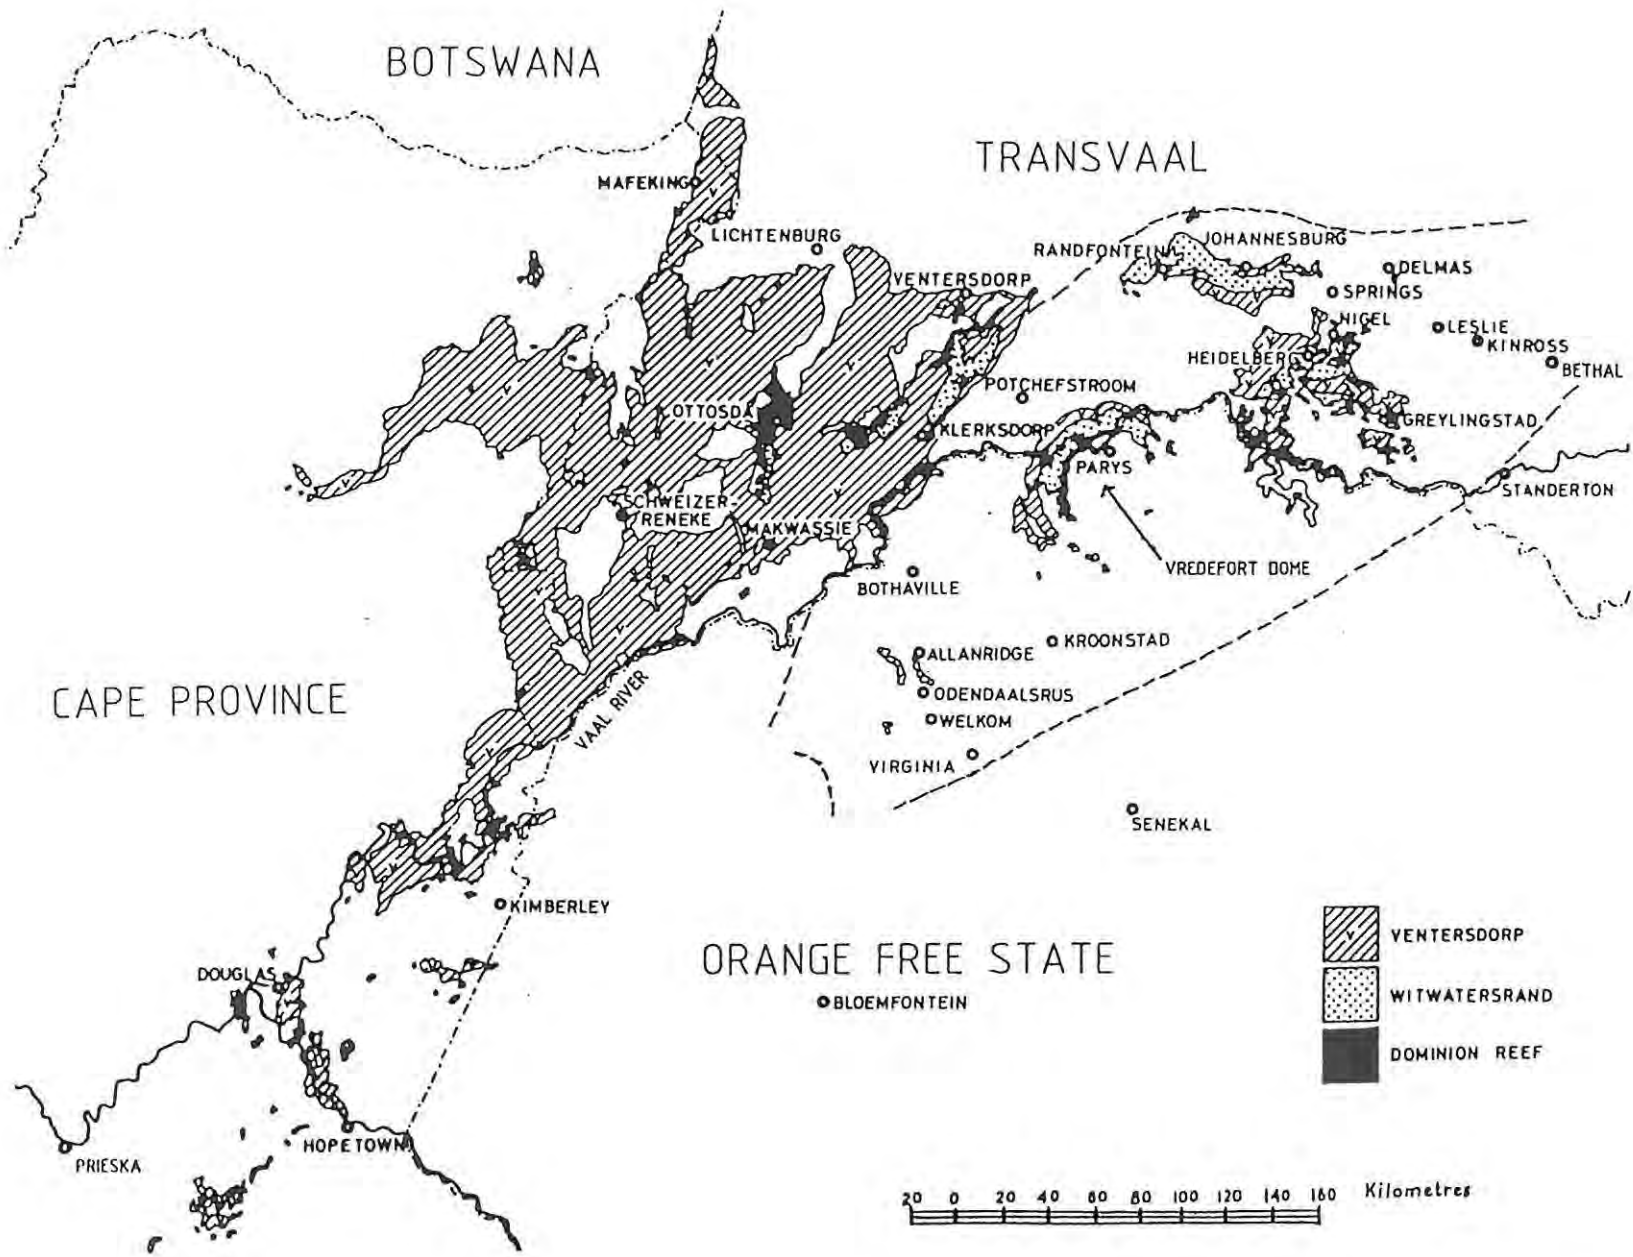 BOTSWANA
TRANSVAAL
MAFEKING
LICHTENBURG
RANDFONTEIN
JOHANNESBURG
DELMAS
VENTERSDORP
SPRINGS
NIGEL
LESLIE
KINROSS
HEIDELBERG
BETHAL
POTCHEFSTROOM
OTTOSDA
GREYLINGSTAD
KLERKSDORP
PARYS
STANDERTON
SCHWEIZER-
RENEKE
MAKWASSIE
VREDEFORT DOME
BOTHAVILLE
KROONSTAD
ALLANRIDGE
ODENDAALSRUS
CAPE PROVINCE
VAAL RIVER
WELKOM
VIRGINIA
SENEKAL
KIMBERLEY
ORANGE FREE STATE
BLOEMFONTEIN
DOUGLAS
HOPETOWN
PRIESKA
V VENTERSDORP
WITWATERSRAND
DOMINION REEF
20 0 20 40 60 80 100 120 140 160 Kilometres